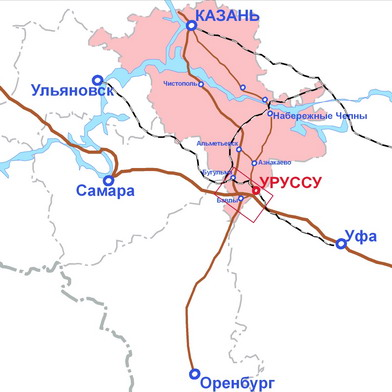 КАЗАНЬ
Ульяновск
Чистополь
Набережные Челны
Альметьевск
Азнакаево
Бугульма
УРУССУ
Самара
Бавлы
Уфа
Оренбург